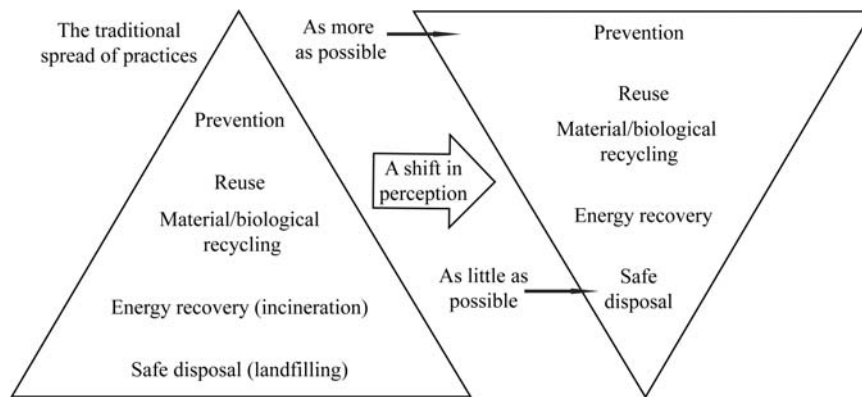 The traditional
spread of practices
Prevention
Reuse
Material/biological
recycling
Energy recovery (incineration)
Safe disposal (landfilling)
A shift in
perception
As more
as possible
Prevention
Reuse
Material/biological
recycling
Energy recovery
As little as
possible
Safe
disposal